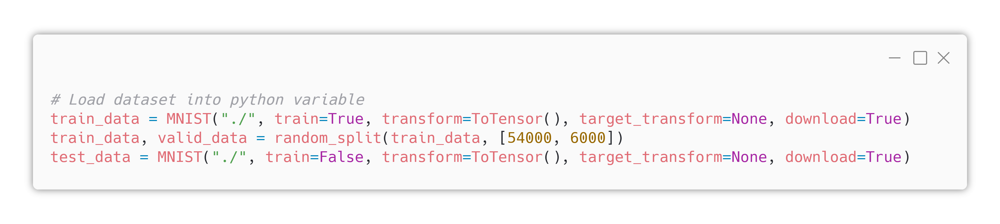 # Load dataset into python variable
train_data = MNIST("./", train=True, transform=ToTensor(), target_transform=None, download=True)
train_data, valid_data = random_split(train_data, [54000, 6000])
test_data = MNIST("./", train=False, transform=ToTensor(), target_transform=None, download=True)